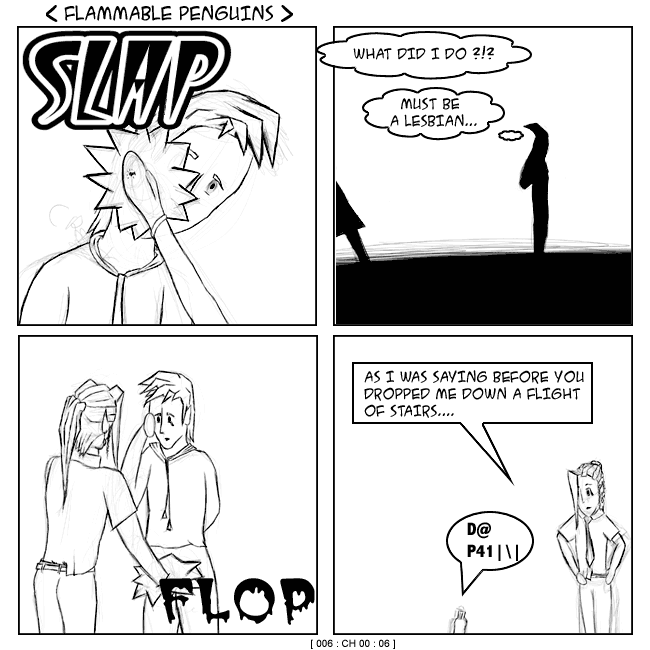 < FLAMMABLE PENGUINS >
SLAP
WHAT DID I DO ?!?
MUST BE
A LESBIAN...
FLOP
AS I WAS SAYING BEFORE YOU
DROPPED ME DOWN A FLIGHT
OF STAIRS....
D@
P41|\|
[ 006 : CH 00 : 06 ]